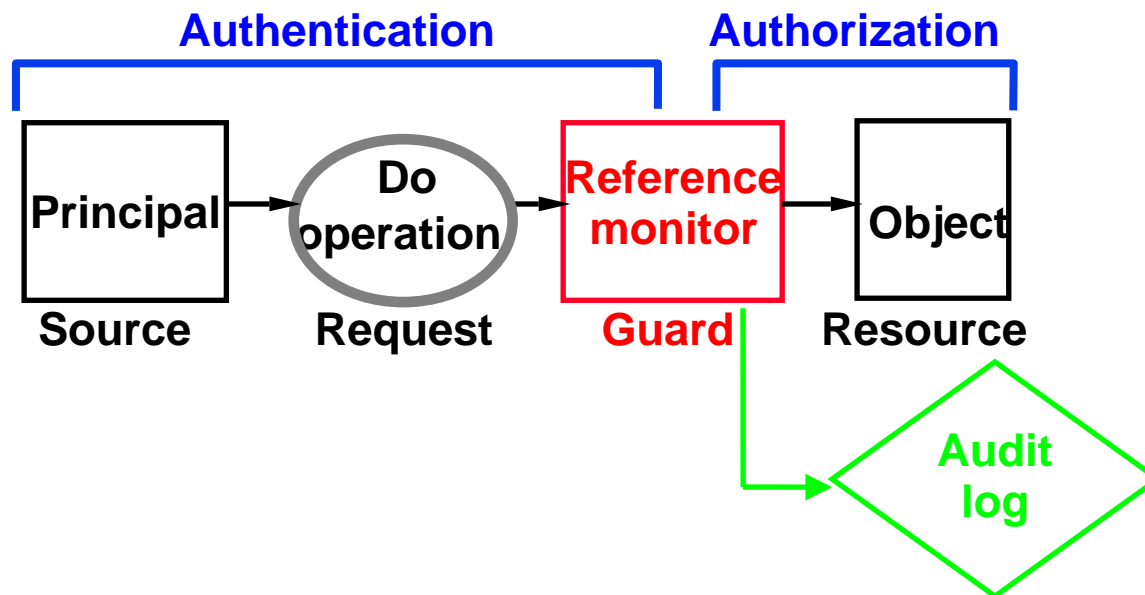 Authentication Authorization
Principal
Do
operation
Reference
monitor
Object
Source Request Guard Resource
Audit
log